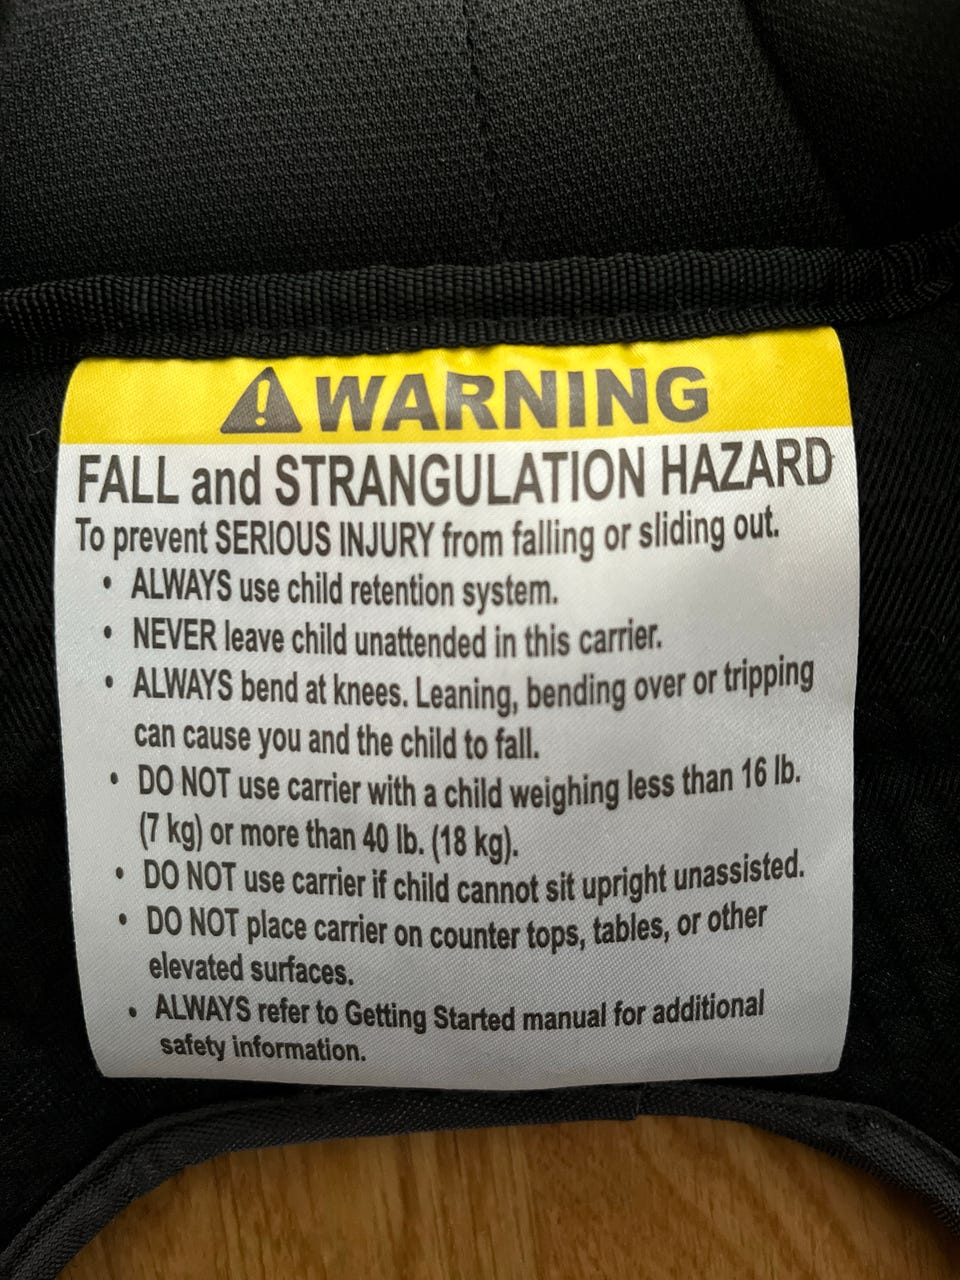 WARNING
FALL and STRANGULATION HAZARD
To prevent SERIOUS INJURY from falling or sliding out.
• ALWAYS use child retention system.
• NEVER leave child unattended in this carrier.
• ALWAYS bend at knees. Leaning, bending over or tripping
can cause you and the child to fall.
• DO NOT use carrier with a child weighing less than 16 lb.
(7 kg) or more than 40 lb. (18 kg).
• DO NOT use carrier if child cannot sit upright unassisted.
• DO NOT place carrier on counter tops, tables, or other
elevated surfaces.
• ALWAYS refer to Getting Started manual for additional
safety information.